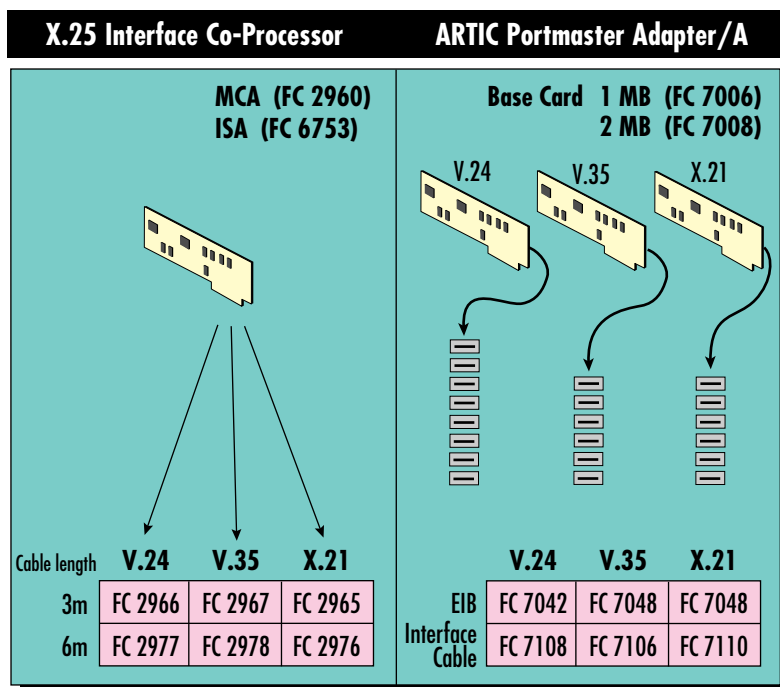 X.25 Interface Co-Processor
MCA (FC 2960)
ISA (FC 6753)
Cable length V.24 V.35 X.21
3m FC 2966 FC 2967 FC 2965
6m FC 2977 FC 2978 FC 2976
ARTIC Portmaster Adapter/A
Base Card 1 MB (FC 7006)
2 MB (FC 7008)
V.24 V.35 X.21
V.24 V.35 X.21
EIB FC 7042 FC 7048 FC 7048
Interface
Cable FC 7108 FC 7106 FC 7110